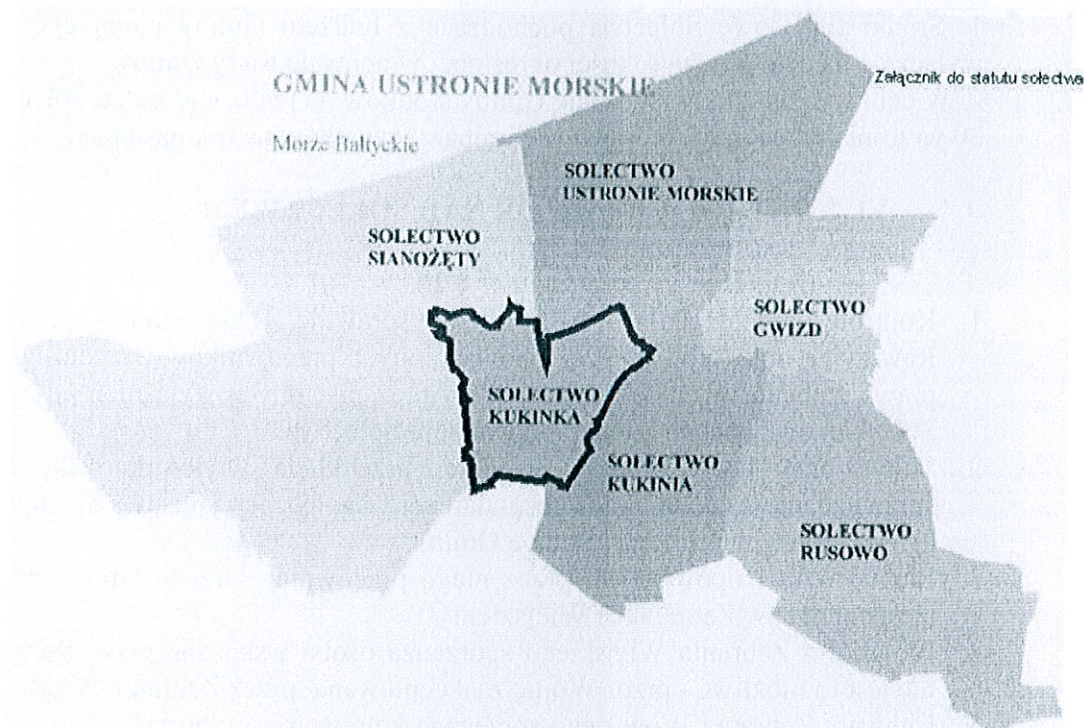 GMINA USTRONIE MORSKIE
Załącznik do statutu sołectwa
Morze Bałtyckie
SOŁECTWO
USTRONIE MORSKIE
SOŁECTWO
SIANOŻĘTY
SOŁECTWO
GWIZD
SOŁECTWO
KUKINKA
SOŁECTWO
KUKINIA
SOŁECTWO
RUSOWO